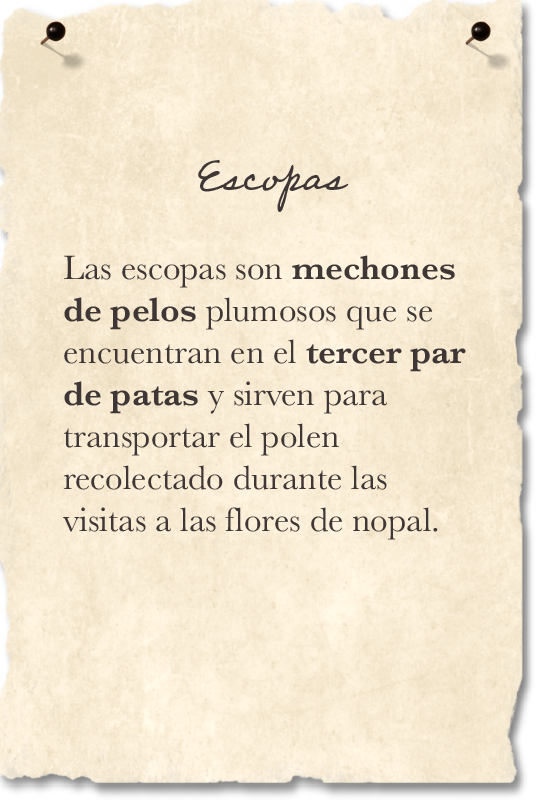 Escopas
Las escopas son mechones
de pelos plumosos que se
encuentran en el tercer par
de patas y sirven para
transportar el polen
recolectado durante las
visitas a las flores de nopal.